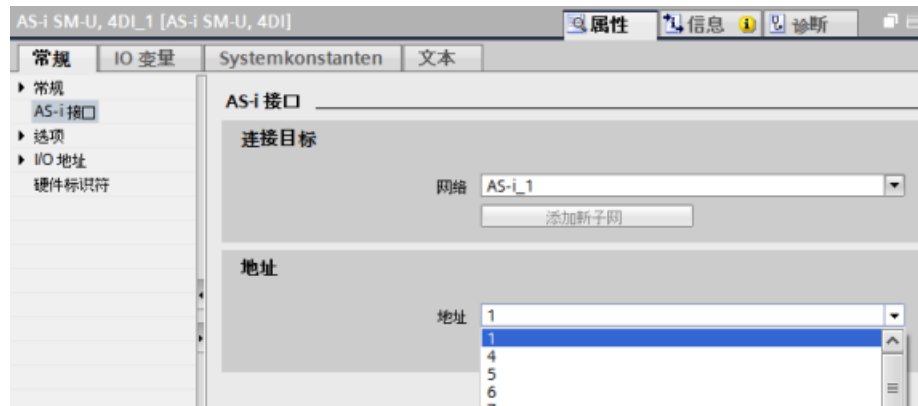 AS-i SM-U, 4DI_1 [AS-i SM-U, 4DI]
属性
信息
诊断
常规
IO 变量
Systemkonstanten
文本
常规
AS-i 接口
选项
I/O 地址
硬件标识符
AS-i 接口
连接目标
网络
AS-i_1
添加新子网
地址
地址
1
1
4
5
6